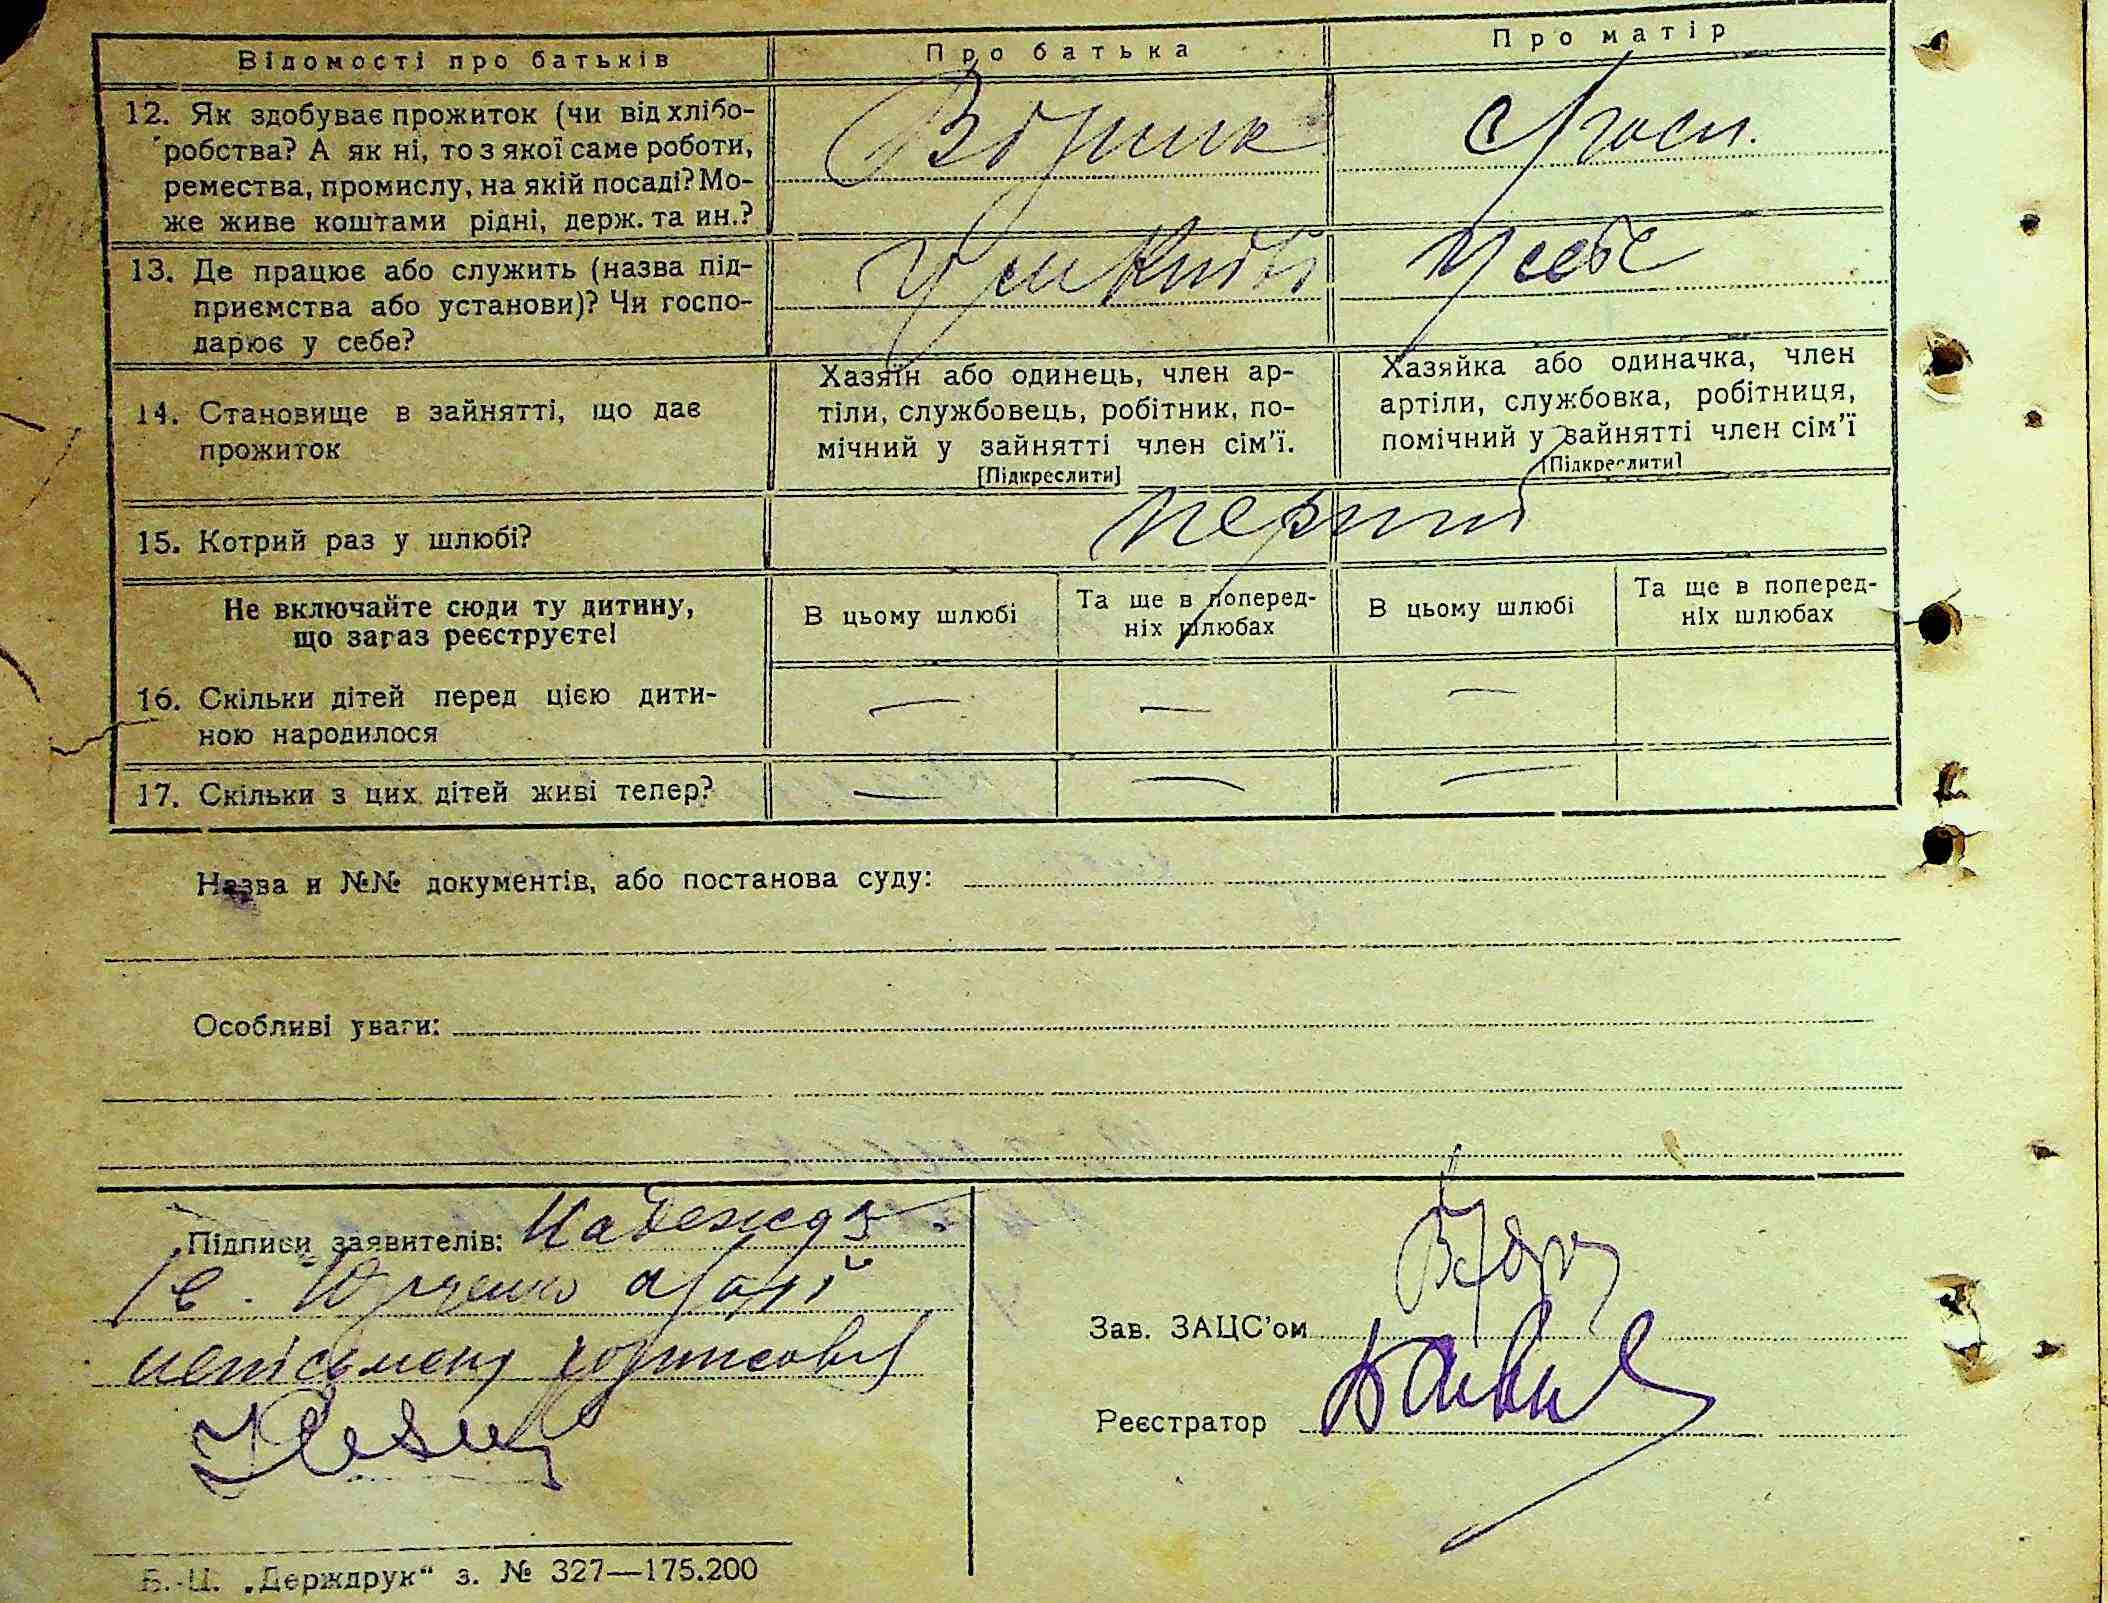 Відомості про батьків
Про батька
Про матір
12. Як здобуває прожиток (чи від хлібо-
робства? А як ні, то з якої саме роботи,
ремества, промислу, на якій посаді? Мо-
же живе коштами рідні, держ. та ин.?
13. Де працює або служить (назва під-
приємства або установи)? Чи госпо-
дарює у себе?
у себе
14. Становище в зайнятті, що дає
прожиток
Хазяїн або одинець, член ар-
тіли, службовець, робітник, по-
мічний у зайнятті член сім'ї.
[Підкреслити]
Хазяйка або одиначка, член
артіли, службовка, робітниця,
помічний у зайнятті член сім'ї
[Підкреслити]
15. Котрий раз у шлюбі?
перший
Не включайте сюди ту дитину,
що зараз реєструєте!
В цьому шлюбі
Та ще в поперед-
ніх шлюбах
В цьому шлюбі
Та ще в поперед-
ніх шлюбах
16. Скільки дітей перед цією дити-
ною народилося
— — —
17. Скільки з цих дітей живі тепер?
— — —
Назва и №№ документів, або постанова суду:
Особливі уваги:
Підписи заявителів: Надежда
Зав. ЗАЦС'ом
Реєстратор
Б.-Ц. „Держдрук“ з. № 327—175.200